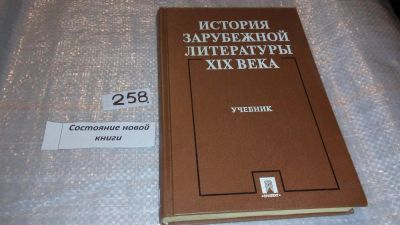 ИСТОРИЯ
ЗАРУБЕЖНОЙ
ЛИТЕРАТУРЫ
XIX ВЕКА
УЧЕБНИК
258
Состояние новой
книги